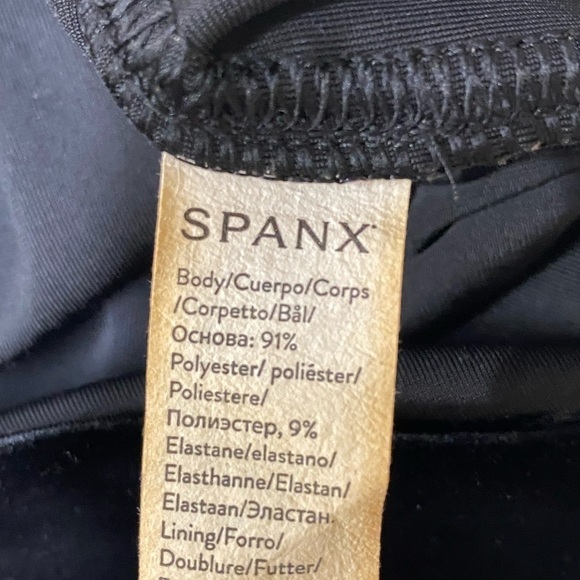 SPANX
Body/Cuerpo/Corps
/Corpetto/Bål/
Основа: 91%
Polyester/ poliéster/
Poliestere/
Полиэстер, 9%
Elastane/elastano/
Elasthanne/Elastan/
Elastaan/Эластан.
Lining/Forro/
Doublure/Futter/